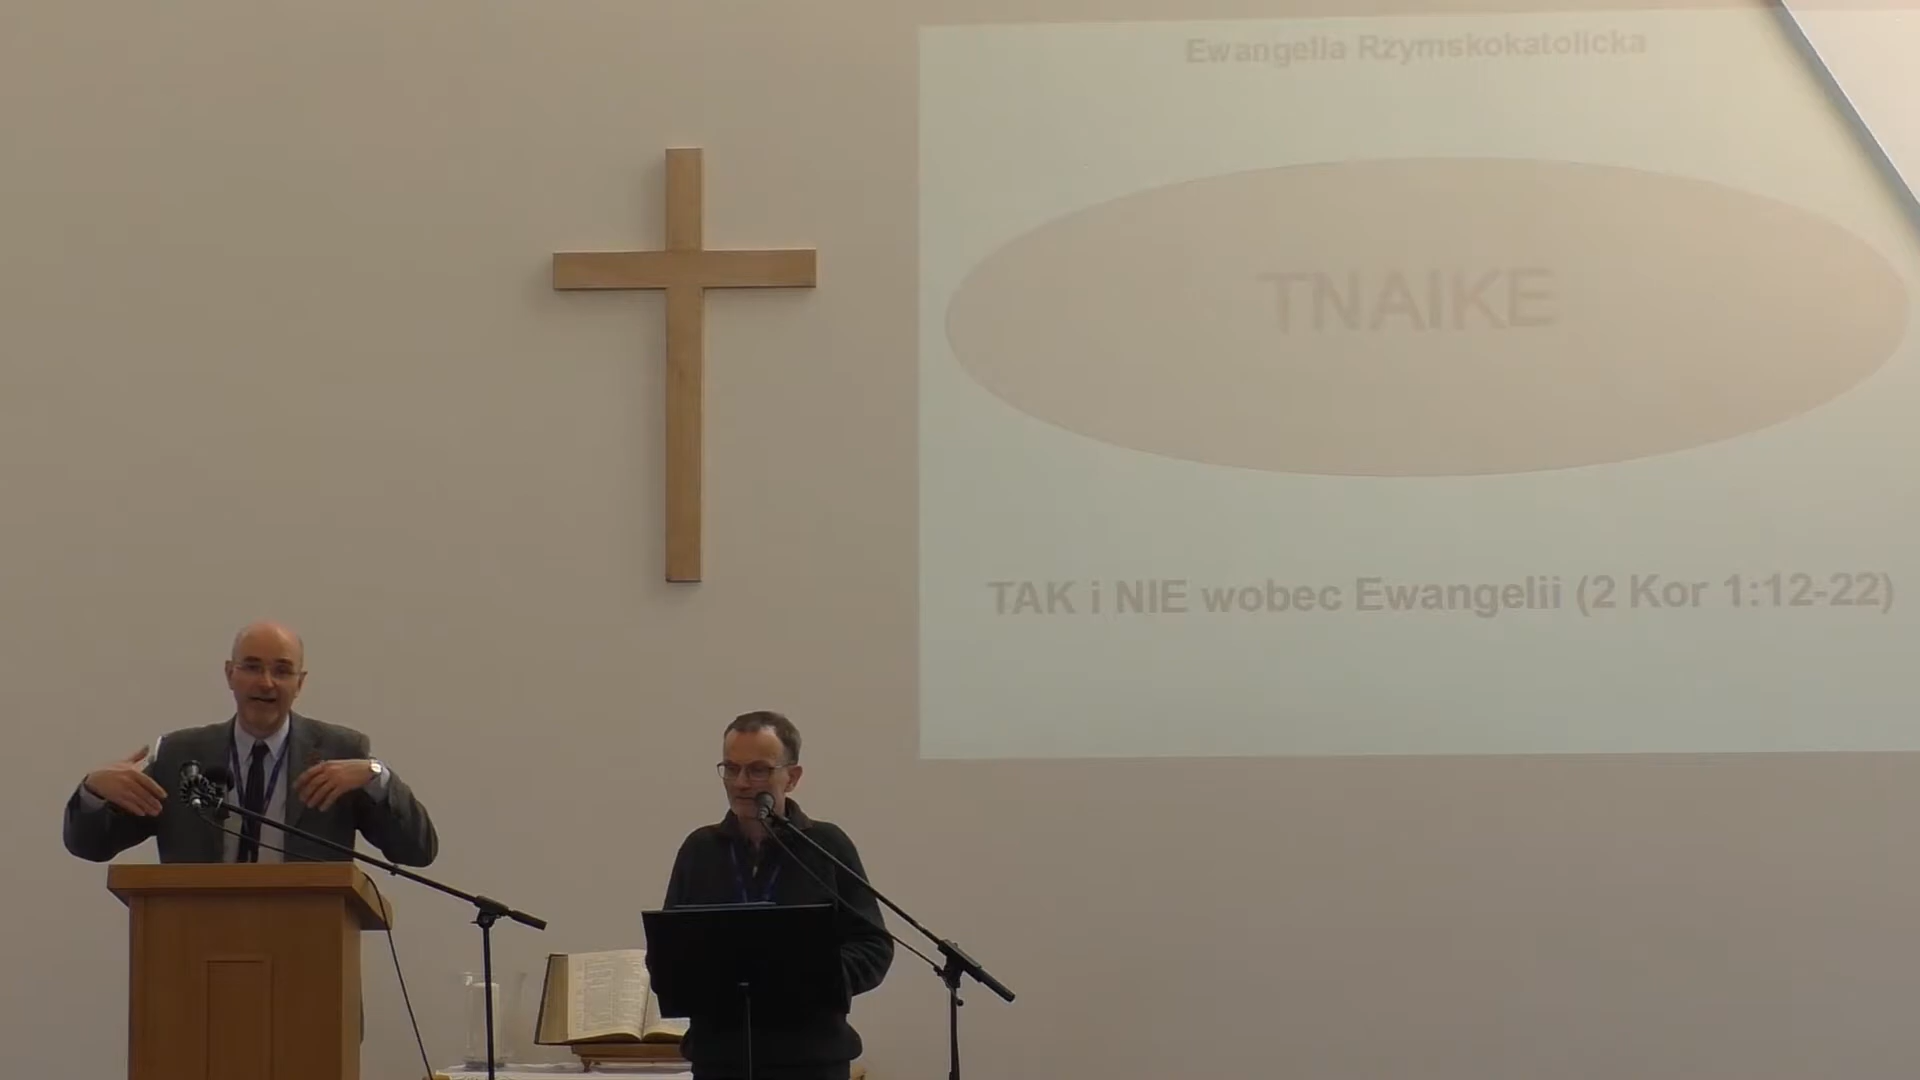 Ewangelia Rzymskokatolicka
TNAIKE
TAK i NIE wobec Ewangelii (2 Kor 1:12-22)